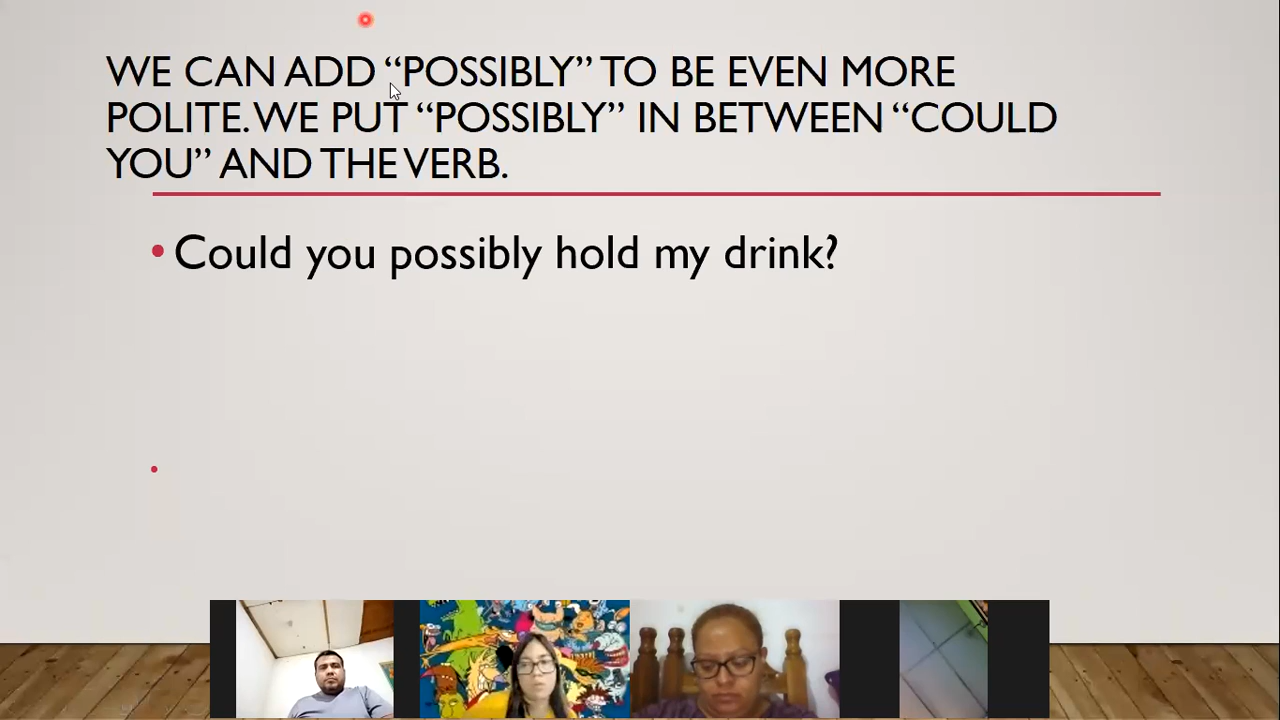 WE CAN ADD “POSSIBLY” TO BE EVEN MORE
POLITE. WE PUT “POSSIBLY” IN BETWEEN “COULD
YOU” AND THE VERB.
• Could you possibly hold my drink?